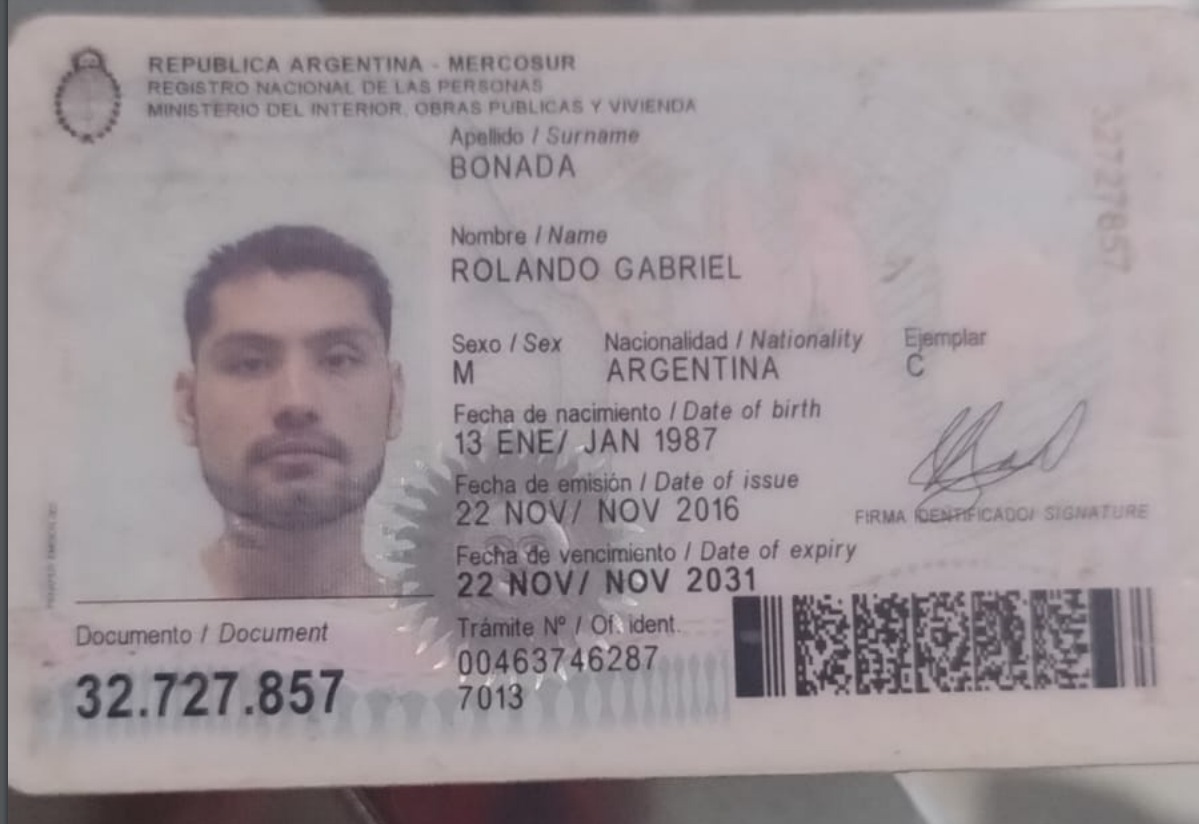 REPUBLICA ARGENTINA - MERCOSUR
REGISTRO NACIONAL DE LAS PERSONAS
MINISTERIO DEL INTERIOR, OBRAS PUBLICAS Y VIVIENDA
Apellido / Surname
BONADA
Nombre / Name
ROLANDO GABRIEL
Sexo / Sex Nacionalidad / Nationality Ejemplar
M ARGENTINA C
Fecha de nacimiento / Date of birth
13 ENE/ JAN 1987
Fecha de emisión / Date of issue
22 NOV/ NOV 2016
FIRMA IDENTIFICADO/ SIGNATURE
Fecha de vencimiento / Date of expiry
22 NOV/ NOV 2031
Documento / Document
32.727.857
Trámite Nº / Of. ident.
00463746287
7013
32727857